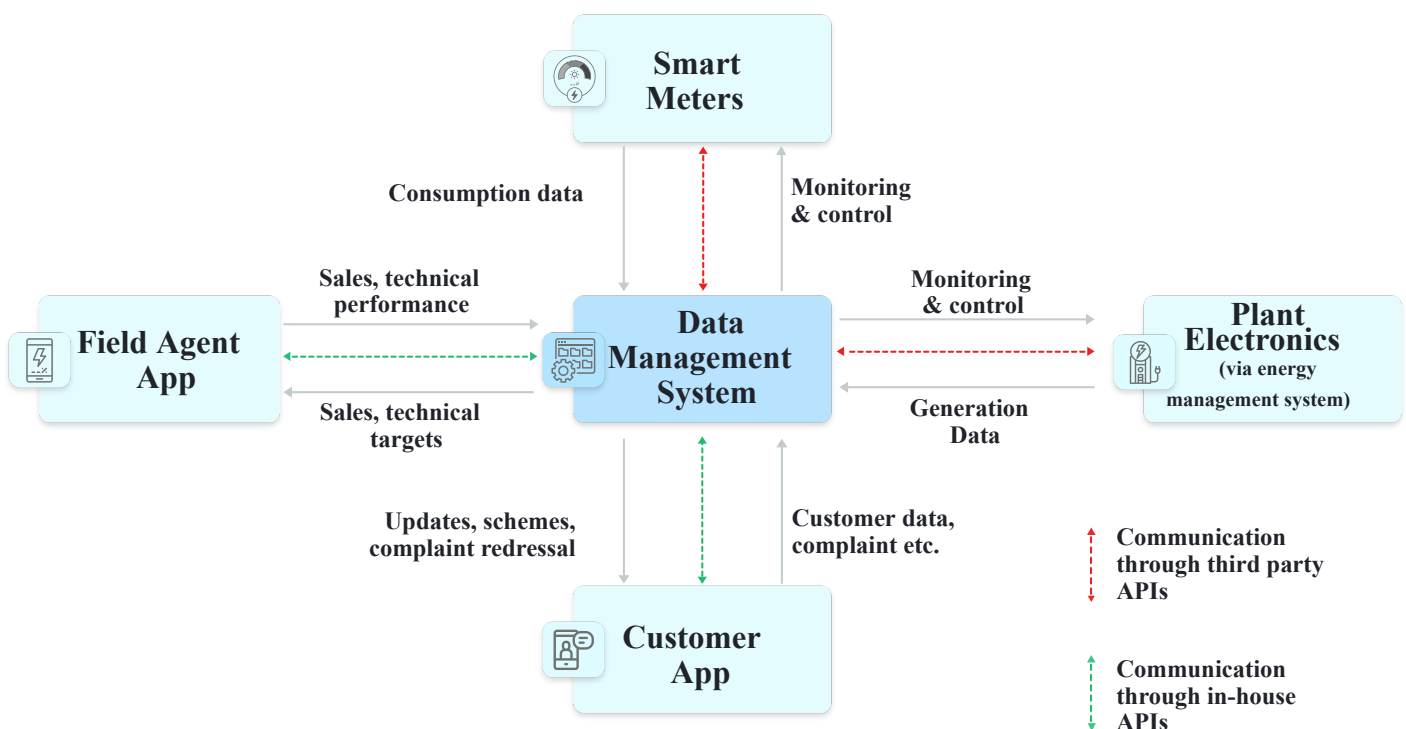 Smart
Meters
Consumption data
Monitoring
& control
Sales, technical
performance
Monitoring
& control
Field Agent
App
Data
Management
System
Plant
Electronics
(via energy
management system)
Sales, technical
targets
Generation
Data
Updates, schemes,
complaint redressal
Customer data,
complaint etc.
Communication
through third party
APIs
Customer
App
Communication
through in-house
APIs